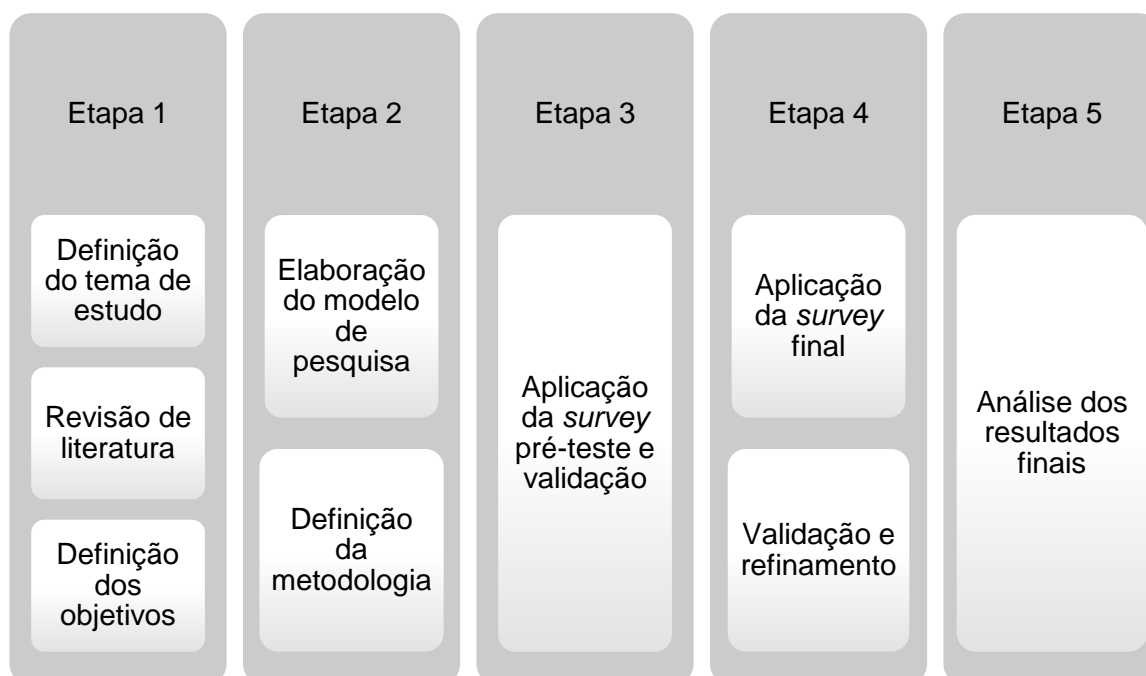 Etapa 1
Definição
do tema de
estudo
Revisão de
literatura
Definição
dos
objetivos
Etapa 2
Elaboração
do modelo
de
pesquisa
Definição
da
metodologia
Etapa 3
Aplicação
da survey
pré-teste e
validação
Etapa 4
Aplicação
da survey
final
Validação e
refinamento
Etapa 5
Análise dos
resultados
finais